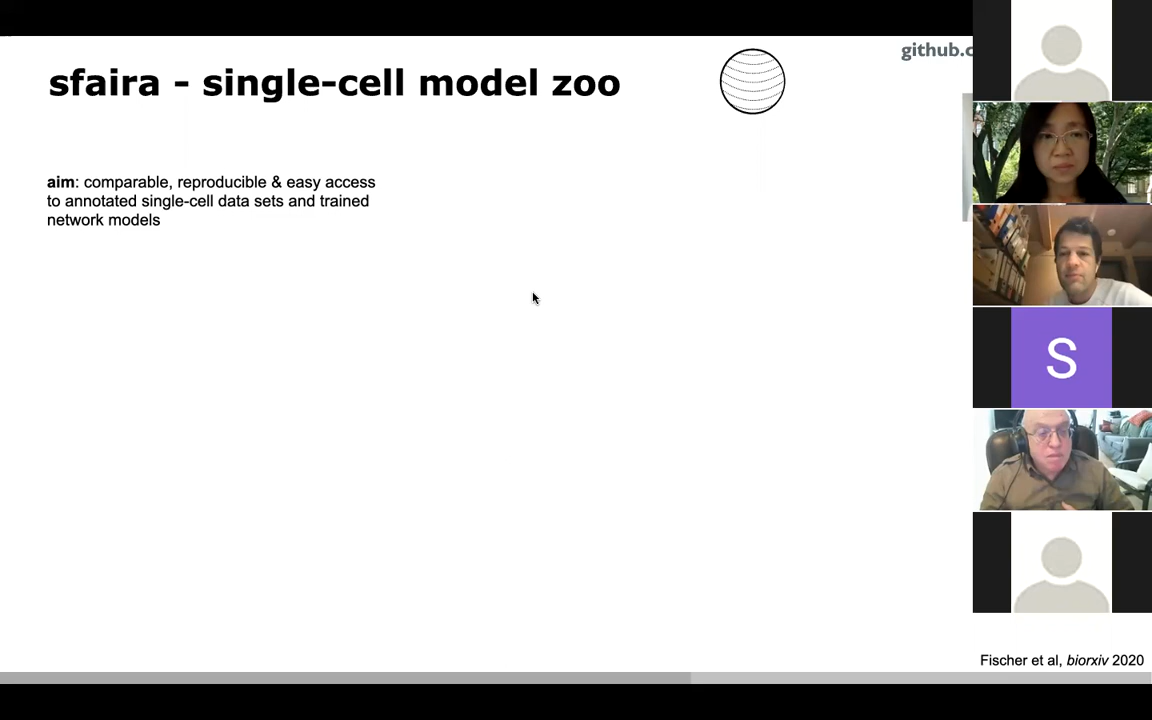 sfaira - single-cell model zoo
github.c
aim: comparable, reproducible & easy access
to annotated single-cell data sets and trained
network models
S
Fischer et al, biorxiv 2020